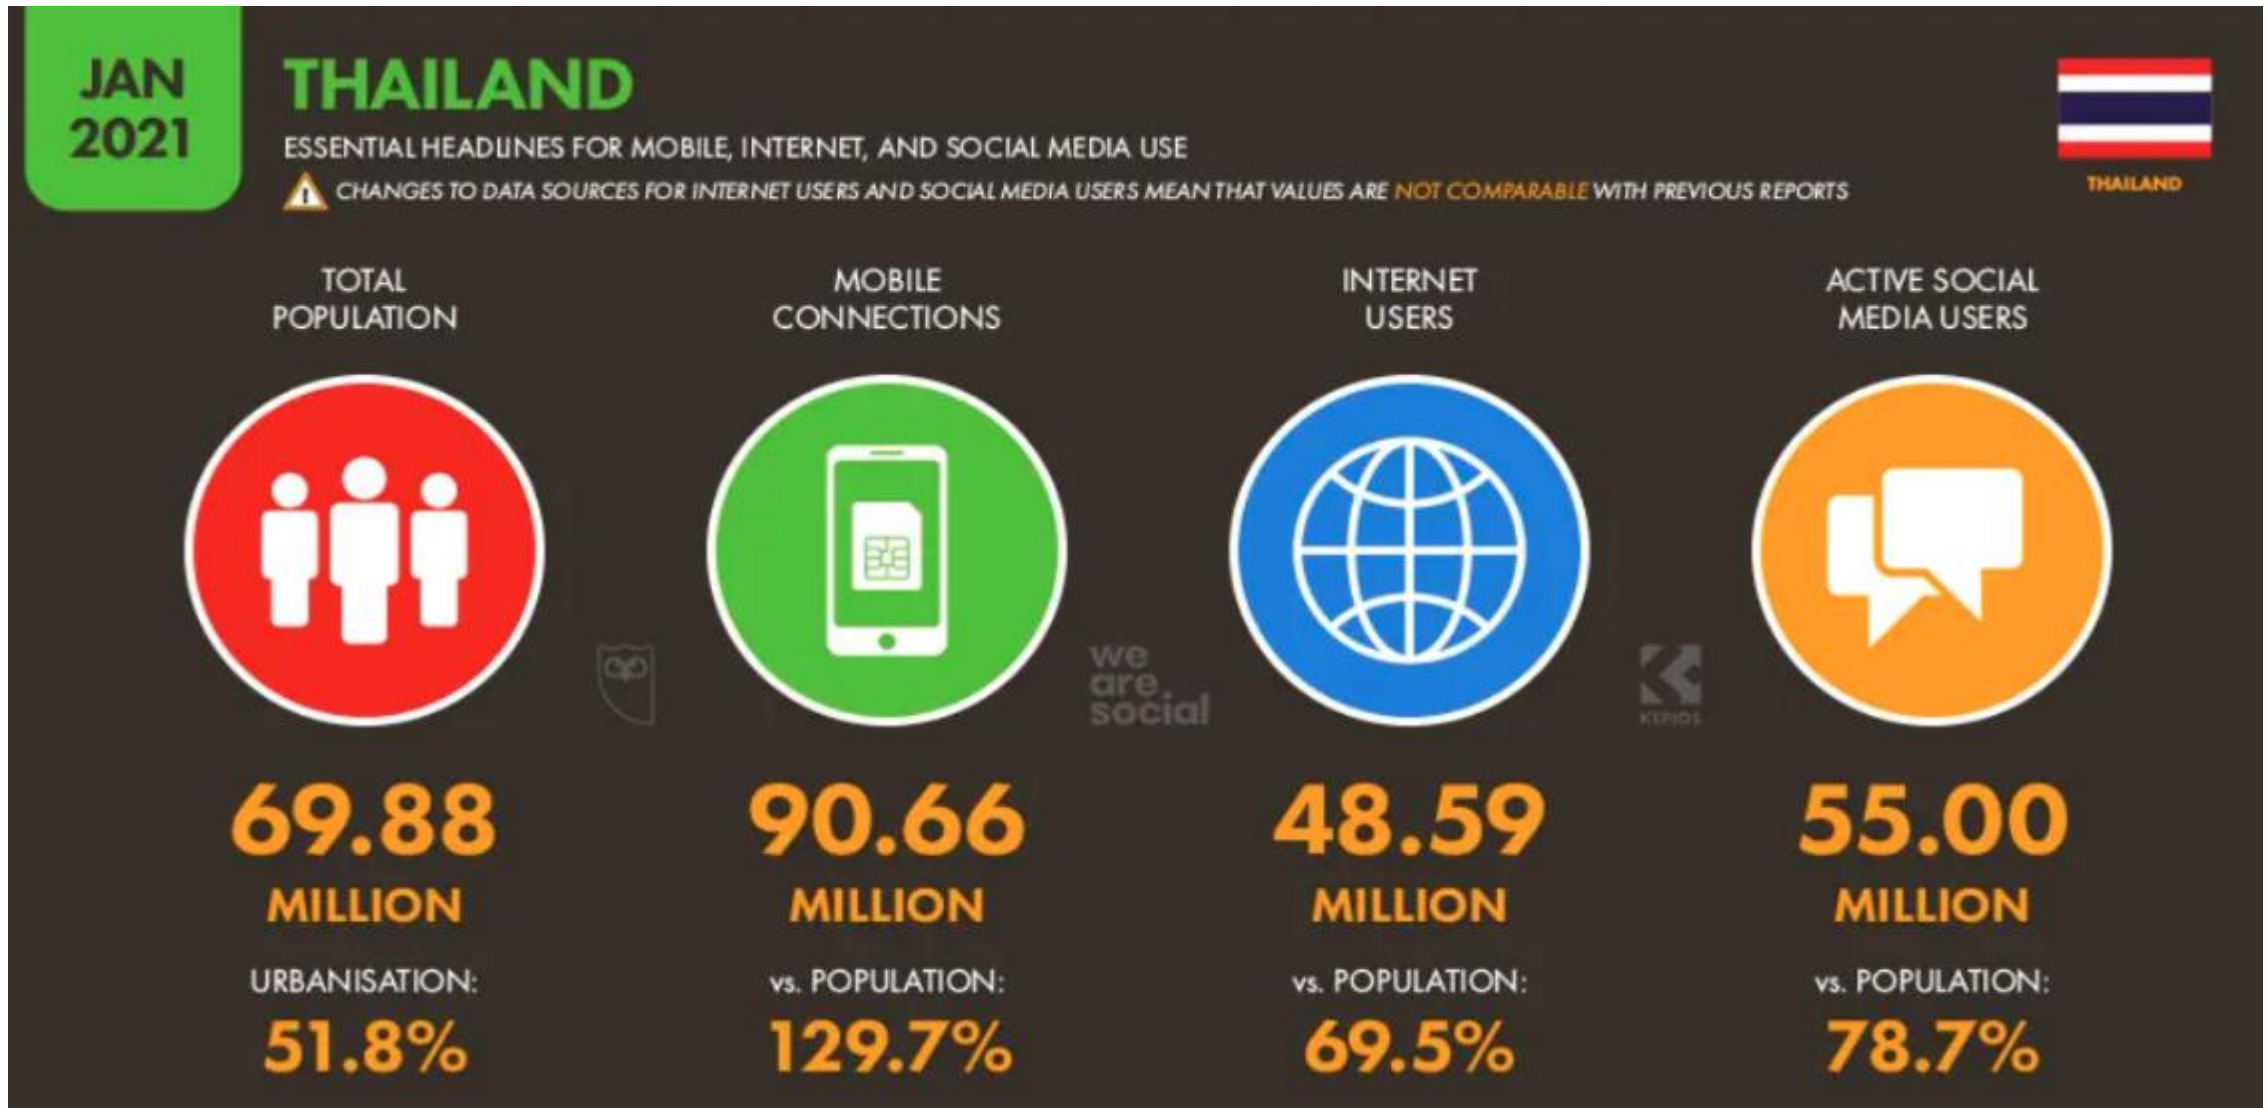 JAN
2021
THAILAND
ESSENTIAL HEADLINES FOR MOBILE, INTERNET, AND SOCIAL MEDIA USE
CHANGES TO DATA SOURCES FOR INTERNET USERS AND SOCIAL MEDIA USERS MEAN THAT VALUES ARE NOT COMPARABLE WITH PREVIOUS REPORTS
THAILAND
TOTAL
POPULATION
MOBILE
CONNECTIONS
INTERNET
USERS
ACTIVE SOCIAL
MEDIA USERS
we
are
social
KEPIOS
69.88
MILLION
90.66
MILLION
48.59
MILLION
55.00
MILLION
URBANISATION:
51.8%
vs. POPULATION:
129.7%
vs. POPULATION:
69.5%
vs. POPULATION:
78.7%